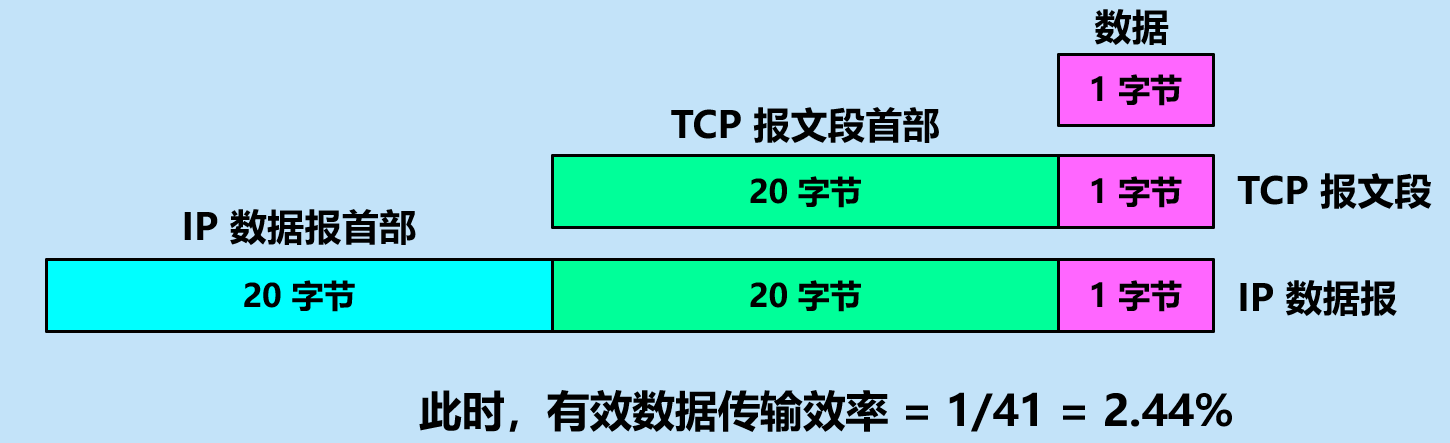 数据
1 字节
TCP 报文段首部
20 字节
1 字节
TCP 报文段
IP 数据报首部
20 字节
20 字节
1 字节
IP 数据报
此时，有效数据传输效率 = 1/41 = 2.44%